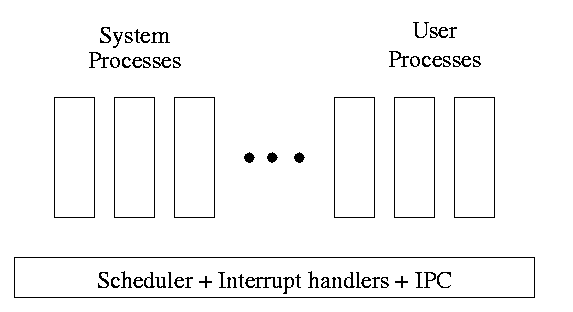 System
Processes
User
Processes
Scheduler + Interrupt handlers + IPC